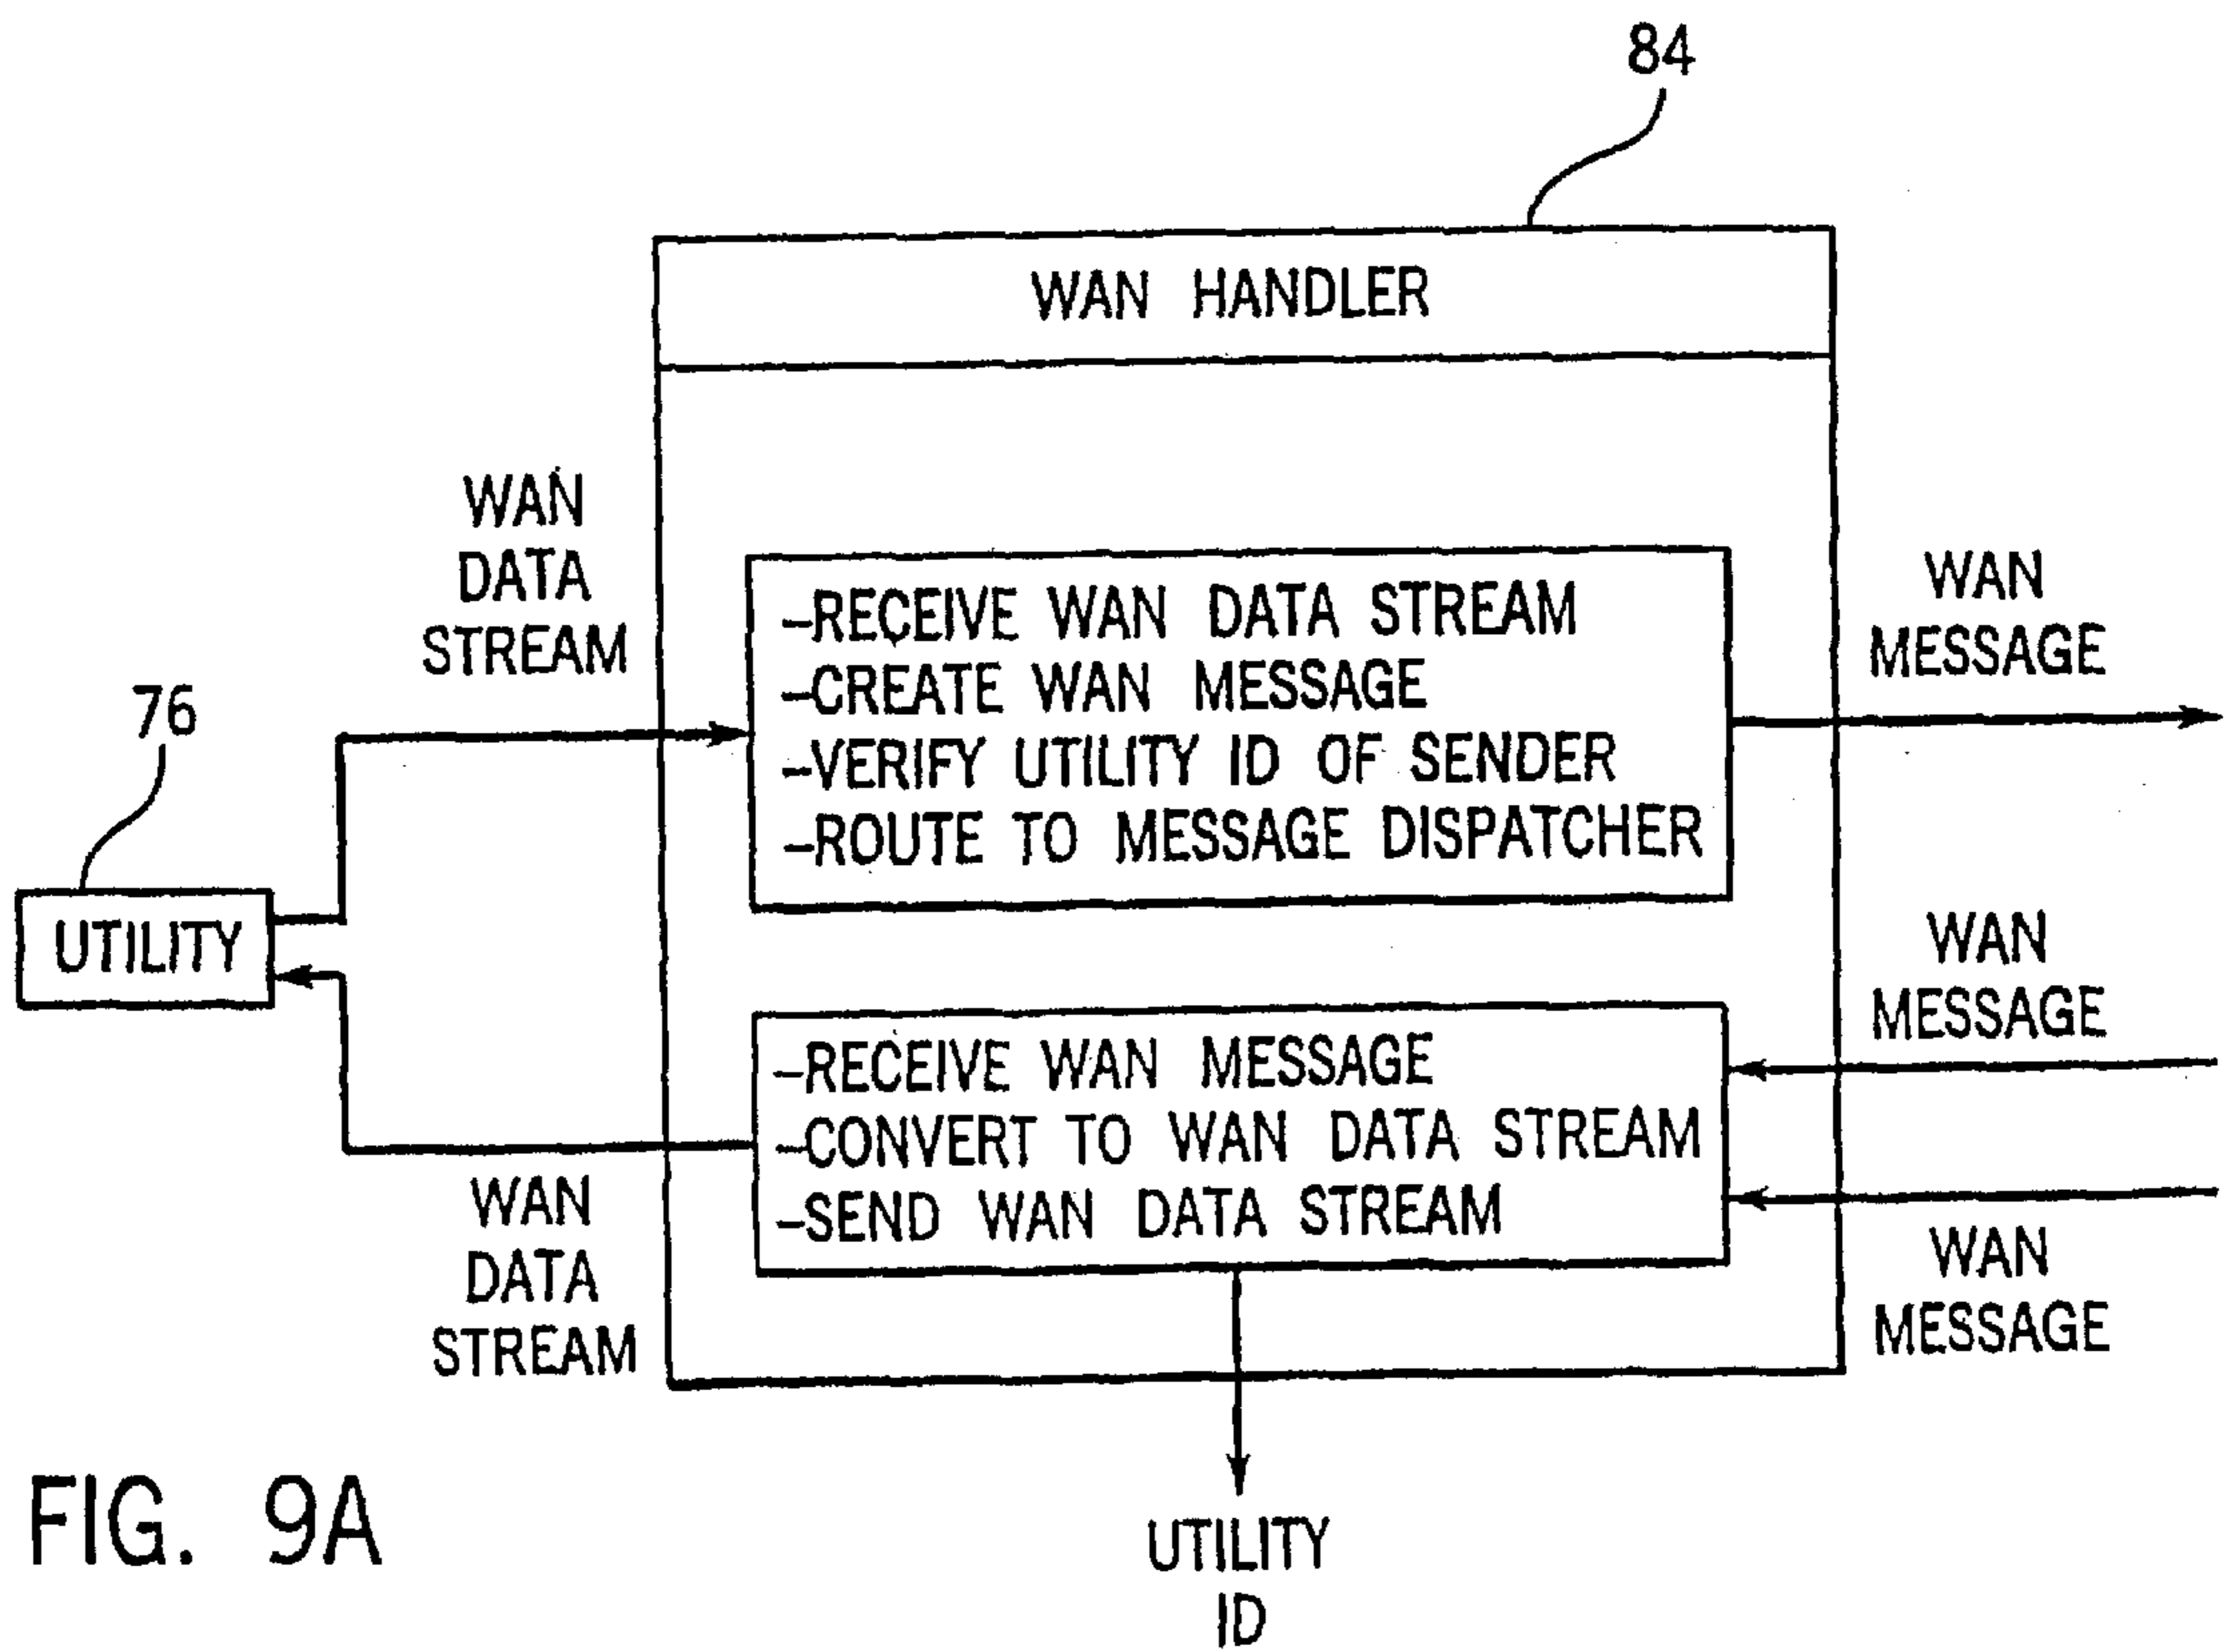 84
WAN HANDLER
WAN
DATA
STREAM
–RECEIVE WAN DATA STREAM
–CREATE WAN MESSAGE
–VERIFY UTILITY ID OF SENDER
–ROUTE TO MESSAGE DISPATCHER
WAN
MESSAGE
76
UTILITY
WAN
MESSAGE
–RECEIVE WAN MESSAGE
–CONVERT TO WAN DATA STREAM
–SEND WAN DATA STREAM
WAN
DATA
STREAM
WAN
MESSAGE
UTILITY
ID
FIG. 9A